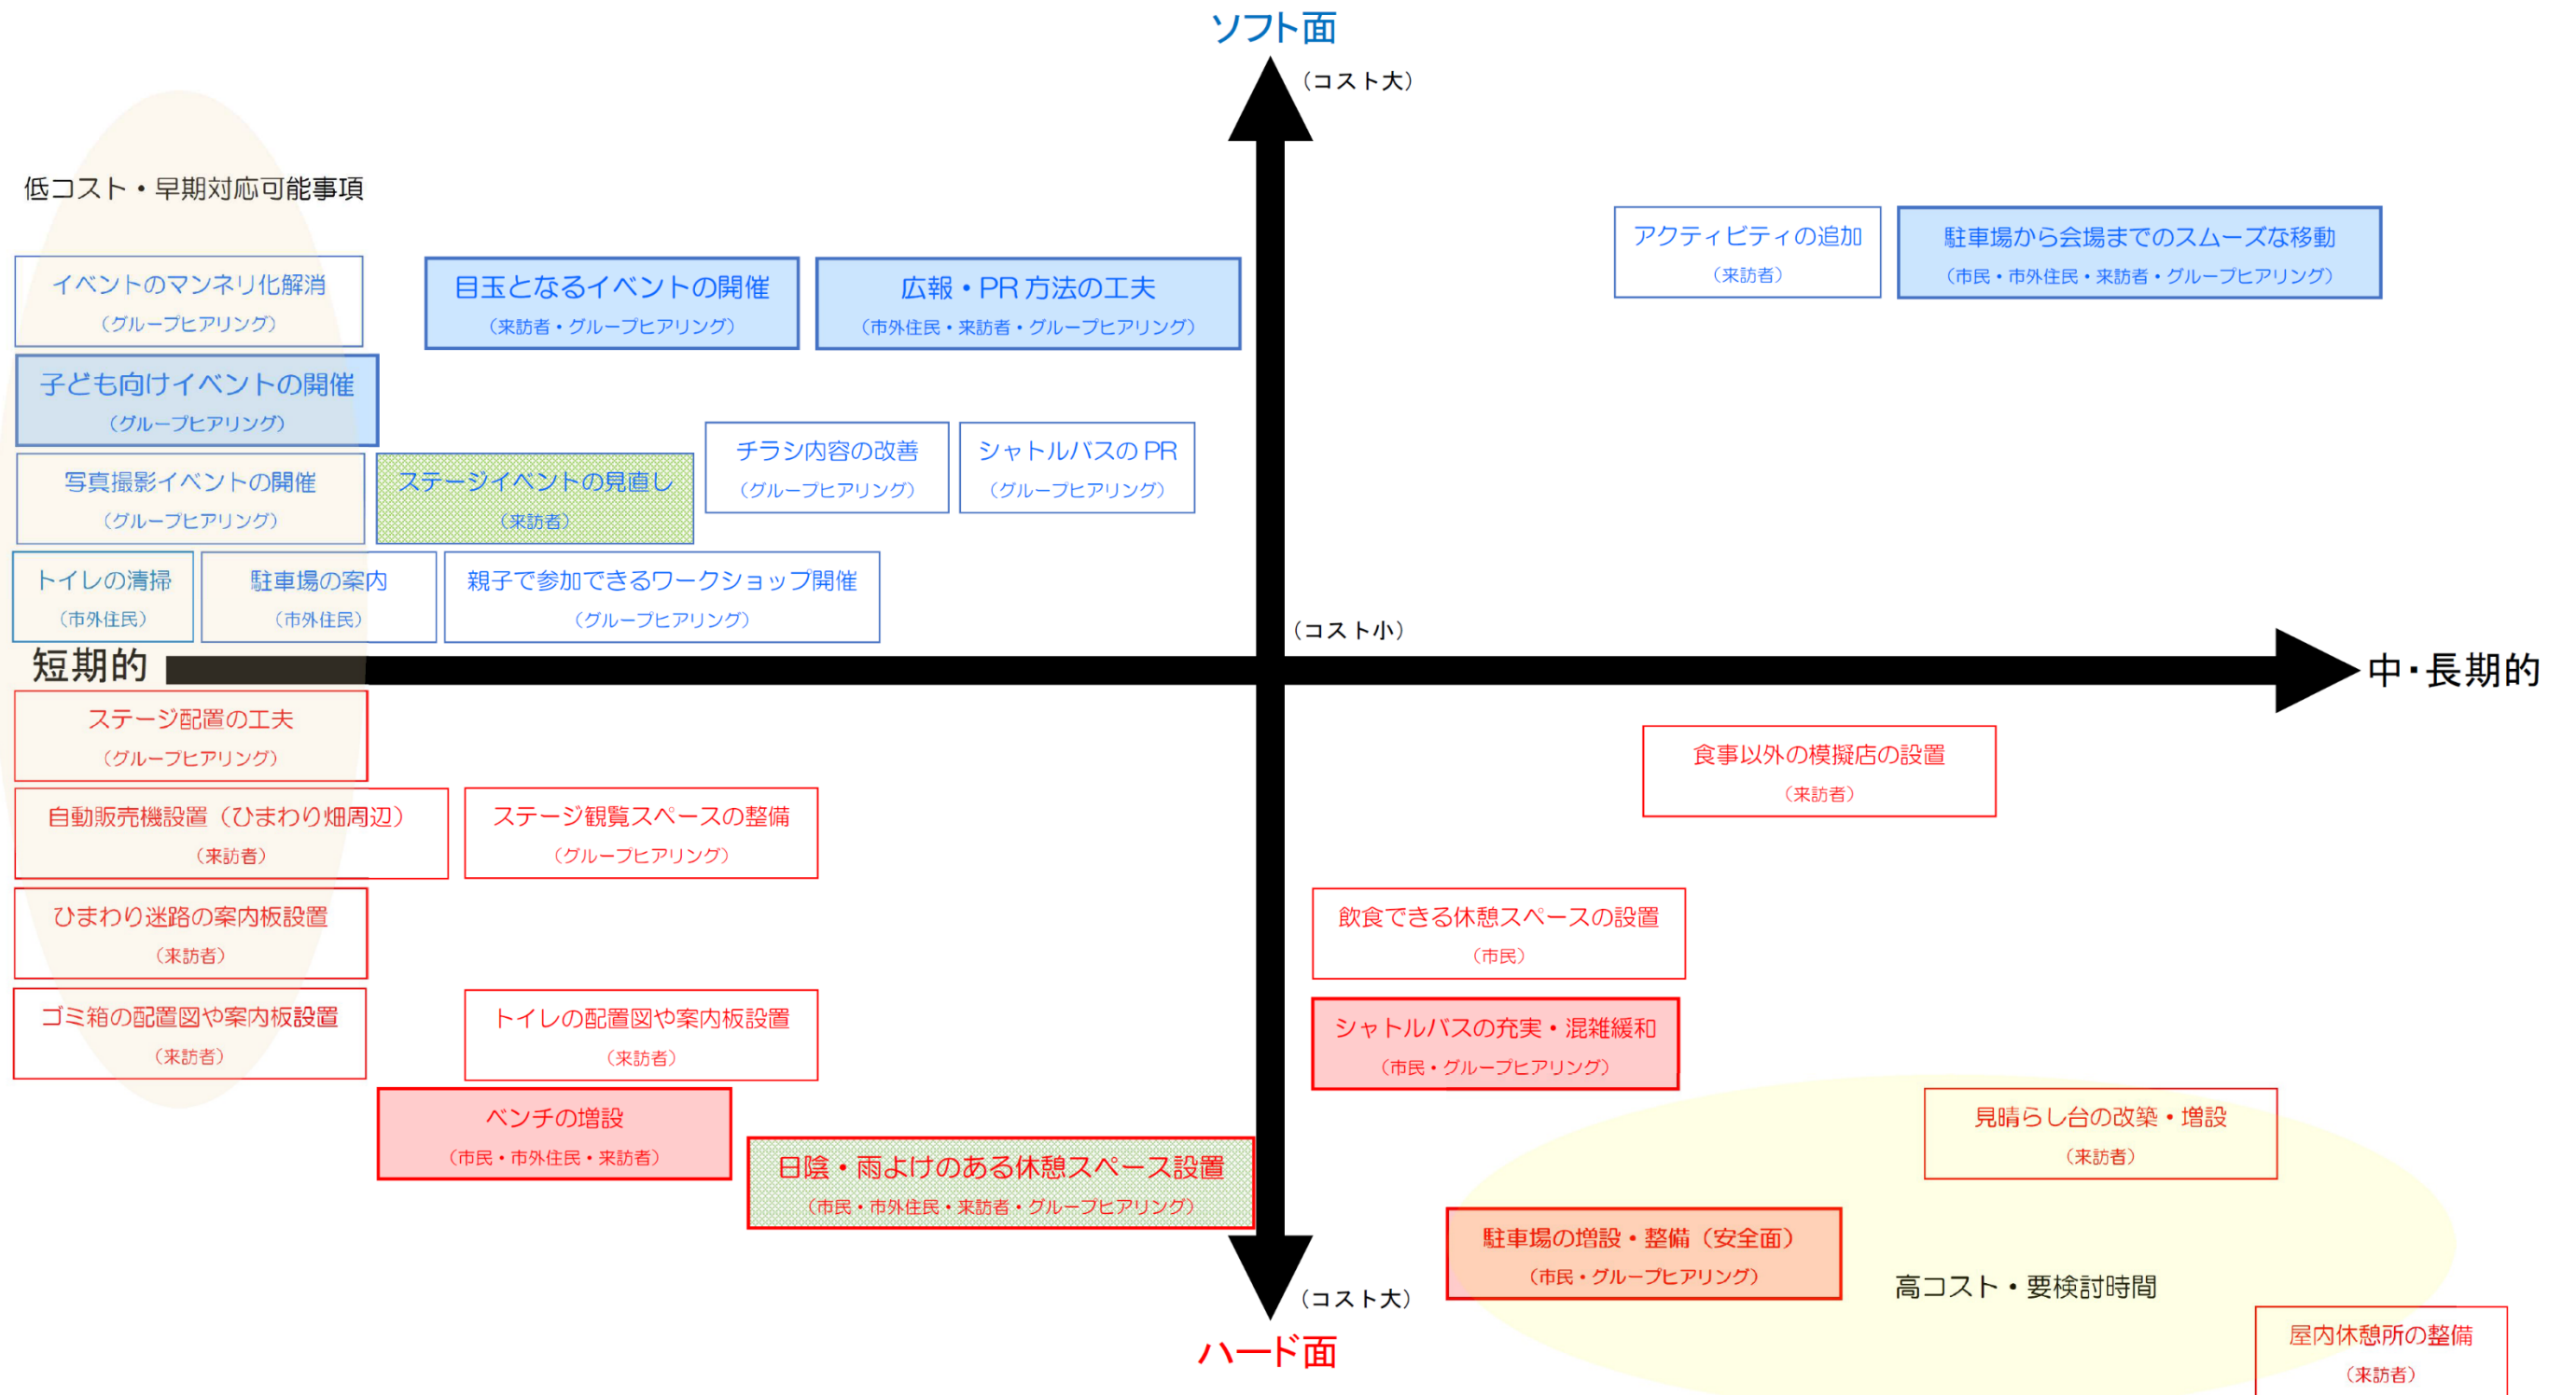 ソフト面
（コスト大）
低コスト・早期対応可能事項
アクティビティの追加
（来訪者）
駐車場から会場までのスムーズな移動
（市民・市外住民・来訪者・グループヒアリング）
イベントのマンネリ化解消
（グループヒアリング）
目玉となるイベントの開催
（来訪者・グループヒアリング）
広報・PR方法の工夫
（市外住民・来訪者・グループヒアリング）
子ども向けイベントの開催
（グループヒアリング）
チラシ内容の改善
（グループヒアリング）
シャトルバスのPR
（グループヒアリング）
写真撮影イベントの開催
（グループヒアリング）
ステージイベントの見直し
（来訪者）
トイレの清掃
（市外住民）
駐車場の案内
（市外住民）
親子で参加できるワークショップ開催
（グループヒアリング）
（コスト小）
短期的
中・長期的
ステージ配置の工夫
（グループヒアリング）
食事以外の模擬店の設置
（来訪者）
自動販売機設置（ひまわり畑周辺）
（来訪者）
ステージ観覧スペースの整備
（グループヒアリング）
ひまわり迷路の案内板設置
（来訪者）
飲食できる休憩スペースの設置
（市民）
ゴミ箱の配置図や案内板設置
（来訪者）
トイレの配置図や案内板設置
（来訪者）
シャトルバスの充実・混雑緩和
（市民・グループヒアリング）
ベンチの増設
（市民・市外住民・来訪者）
見晴らし台の改築・増設
（来訪者）
日陰・雨よけのある休憩スペース設置
（市民・市外住民・来訪者・グループヒアリング）
駐車場の増設・整備（安全面）
（市民・グループヒアリング）
高コスト・要検討時間
（コスト大）
ハード面
屋内休憩所の整備
（来訪者）